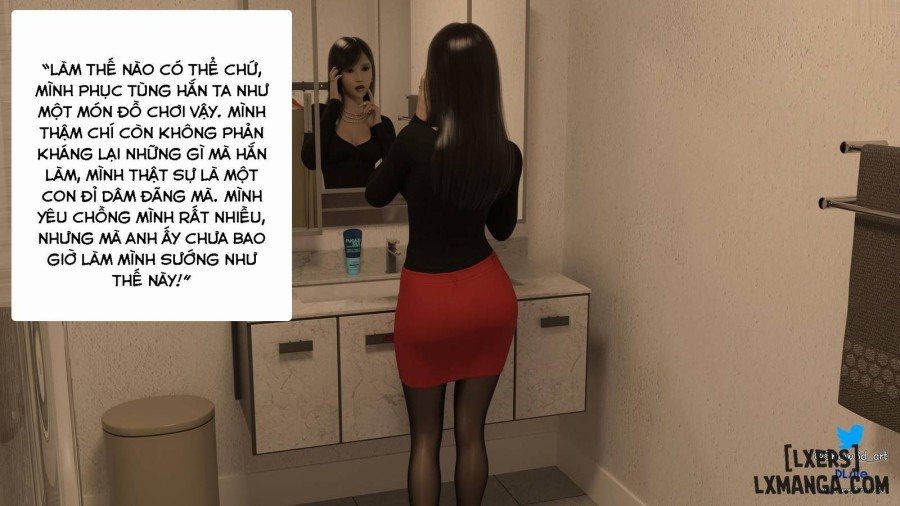 "LÀM THẾ NÀO CÓ THỂ CHỨ,
MÌNH PHỤC TÙNG HẮN TA NHƯ
MỘT MÓN ĐỒ CHƠI VẬY. MÌNH
THẬM CHÍ CÒN KHÔNG PHẢN
KHÁNG LẠI NHỮNG GÌ MÀ HẮN
LÀM, MÌNH THẬT SỰ LÀ MỘT
CON ĐĨ DÂM ĐÃNG MÀ. MÌNH
YÊU CHỒNG MÌNH RẤT NHIỀU,
NHƯNG MÀ ANH ẤY CHƯA BAO
GIỜ LÀM MÌNH SƯỚNG NHƯ
THẾ NÀY!"
[LXERS]
LXMANGA.COM